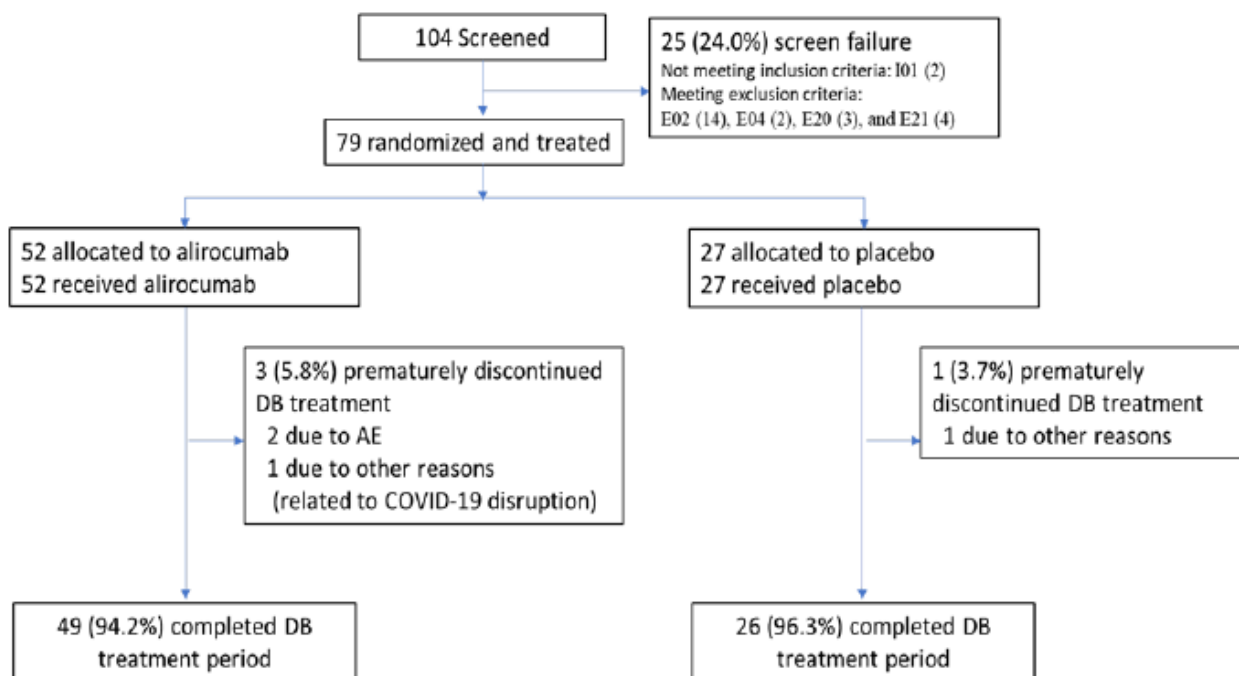 104 Screened
25 (24.0%) screen failure
Not meeting inclusion criteria: I01 (2)
Meeting exclusion criteria:
E02 (14), E04 (2), E20 (3), and E21 (4)
79 randomized and treated
52 allocated to alirocumab
52 received alirocumab
27 allocated to placebo
27 received placebo
3 (5.8%) prematurely discontinued
DB treatment
2 due to AE
1 due to other reasons
(related to COVID-19 disruption)
1 (3.7%) prematurely
discontinued DB treatment
1 due to other reasons
49 (94.2%) completed DB
treatment period
26 (96.3%) completed DB
treatment period